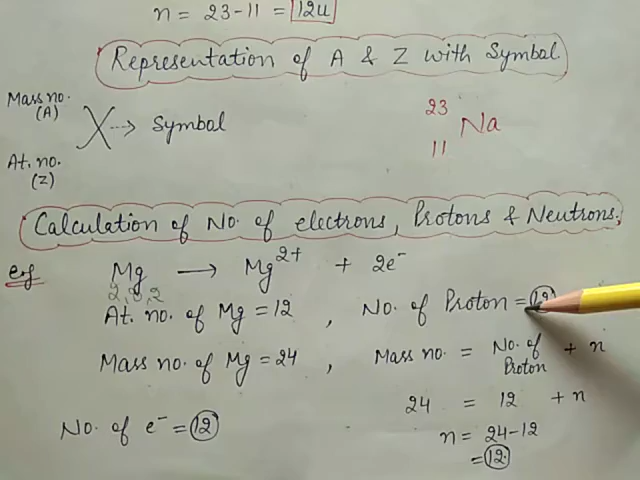 n = 23-11 = 12u
Representation of A & Z with Symbol
Mass no.
(A)
X → Symbol
At. no.
(Z)
23
11 Na
Calculation of No. of electrons, Protons & Neutrons,
eg Mg → Mg2+ + 2e-
2,8,2
At. no. of Mg = 12 , No. of Proton = 12
Mass no. of Mg = 24 , Mass no. = No. of Proton + n
24 = 12 + n
No. of e- = 12
n = 24-12
= 12.